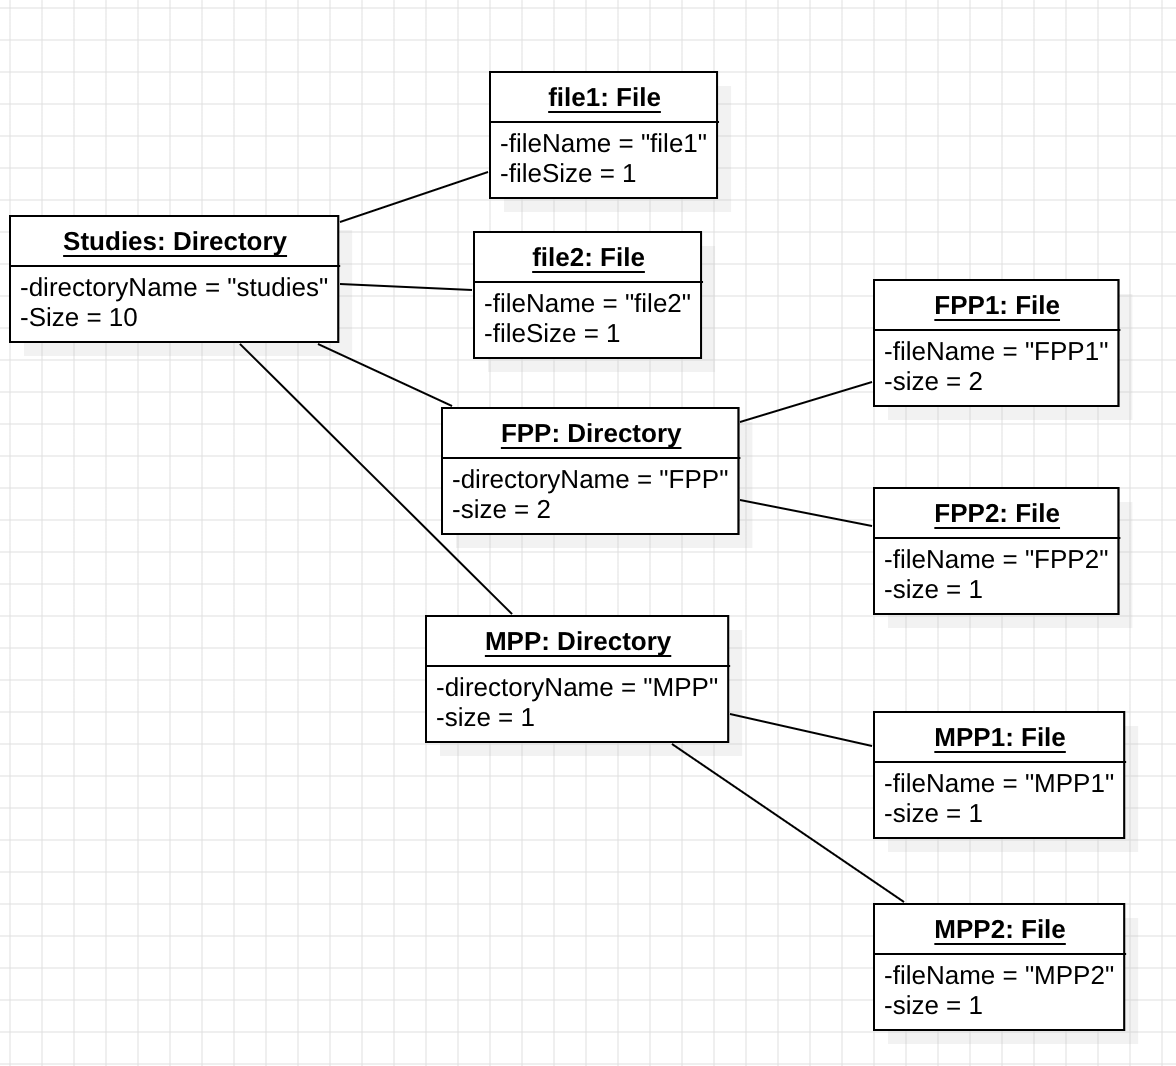 file1: File
-fileName = "file1"
-fileSize = 1
Studies: Directory
-directoryName = "studies"
-Size = 10
file2: File
-fileName = "file2"
-fileSize = 1
FPP1: File
-fileName = "FPP1"
-size = 2
FPP: Directory
-directoryName = "FPP"
-size = 2
FPP2: File
-fileName = "FPP2"
-size = 1
MPP: Directory
-directoryName = "MPP"
-size = 1
MPP1: File
-fileName = "MPP1"
-size = 1
MPP2: File
-fileName = "MPP2"
-size = 1